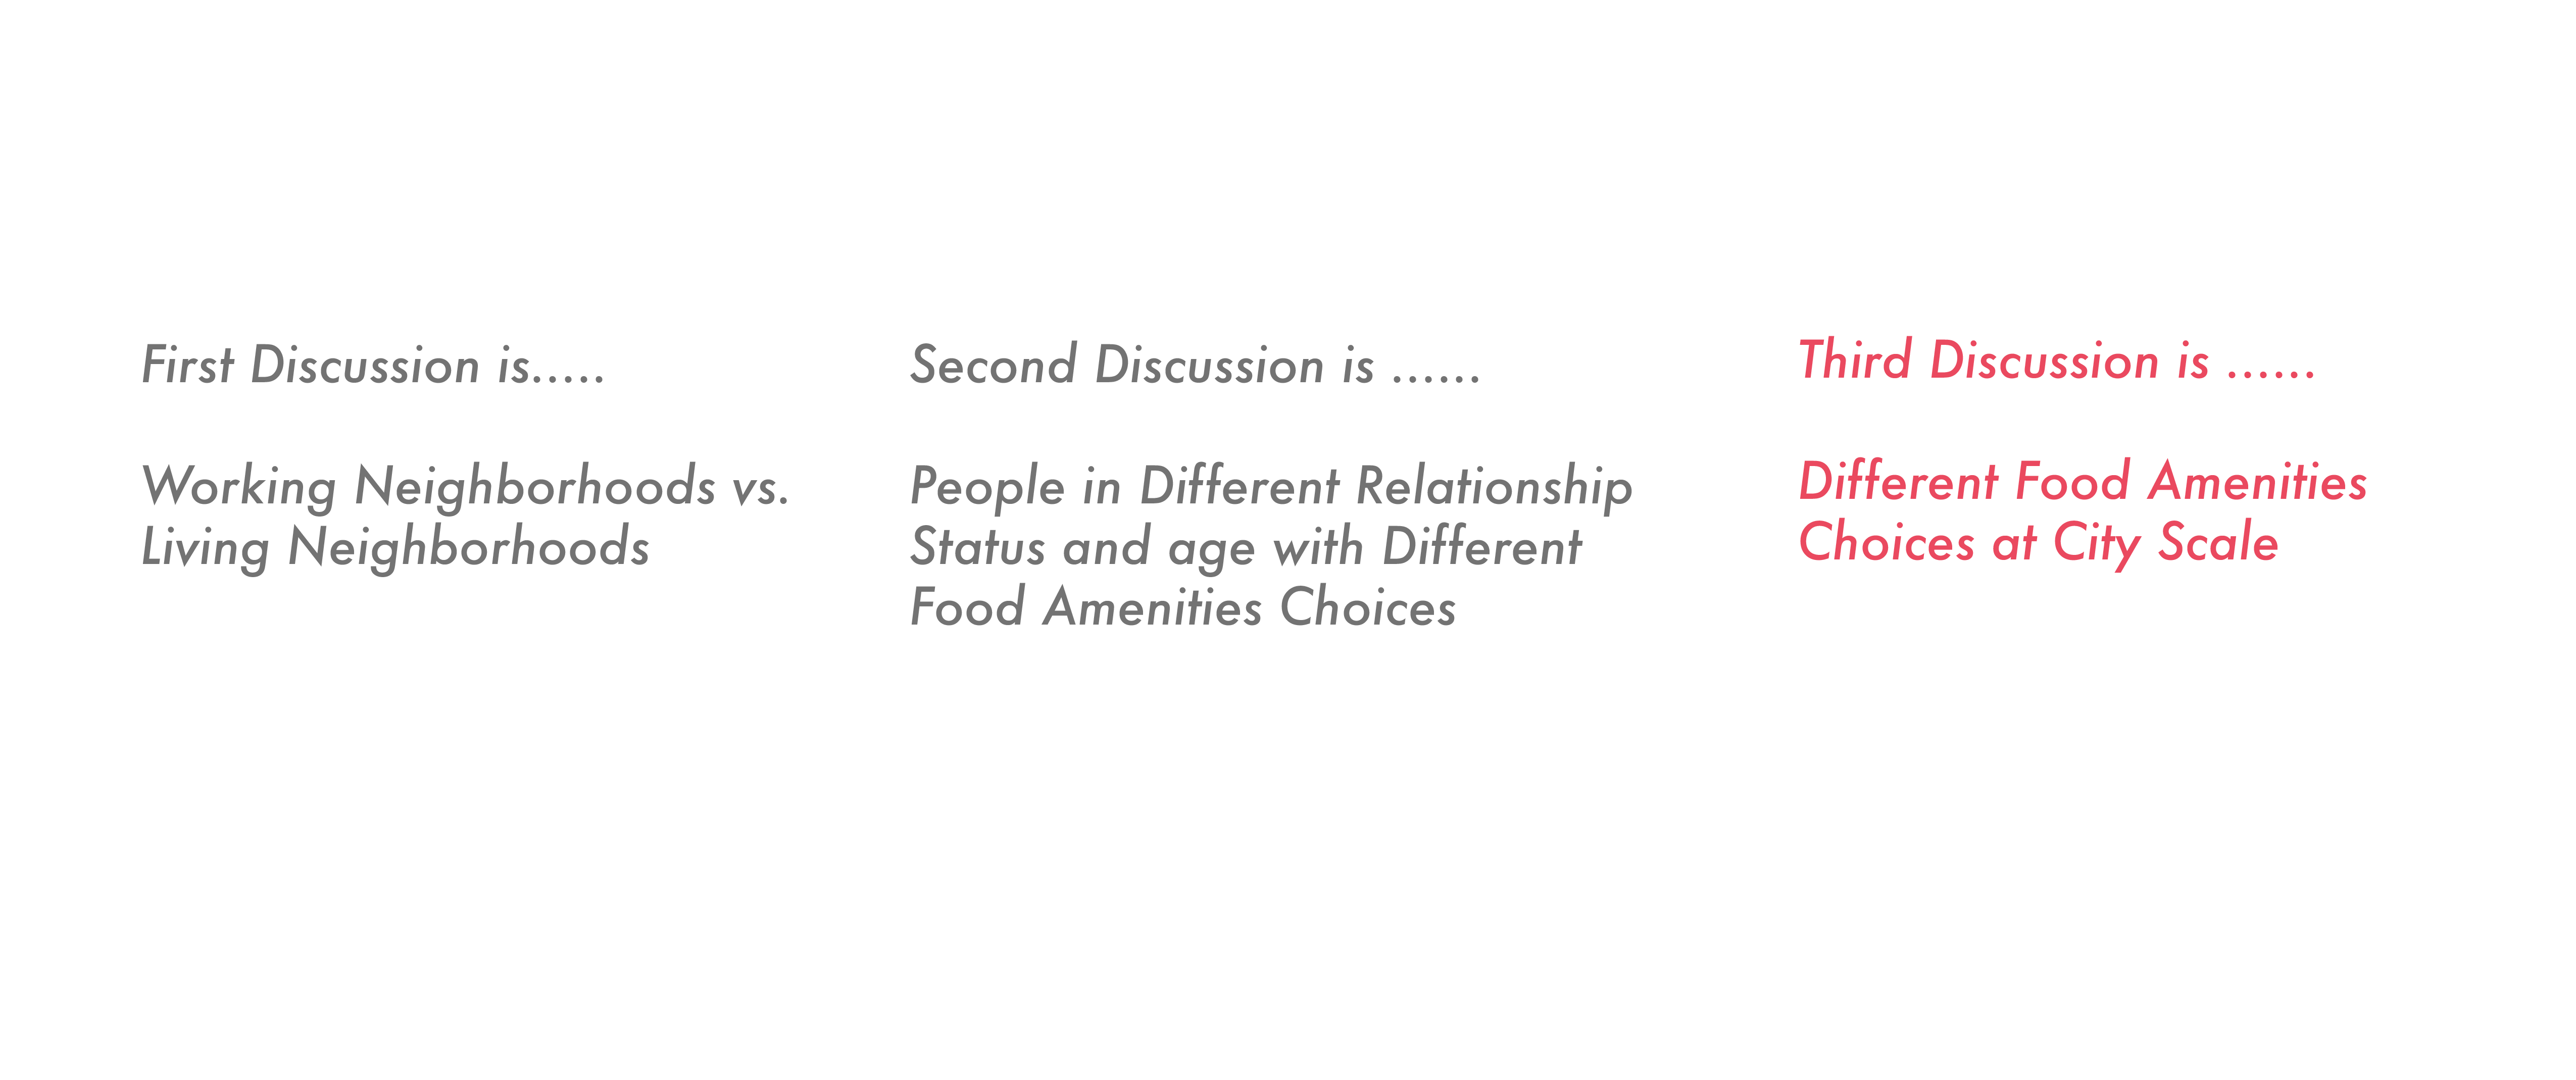 First Discussion is.....
Working Neighborhoods vs.
Living Neighborhoods
Second Discussion is ......
People in Different Relationship
Status and age with Different
Food Amenities Choices
Third Discussion is ......
Different Food Amenities
Choices at City Scale